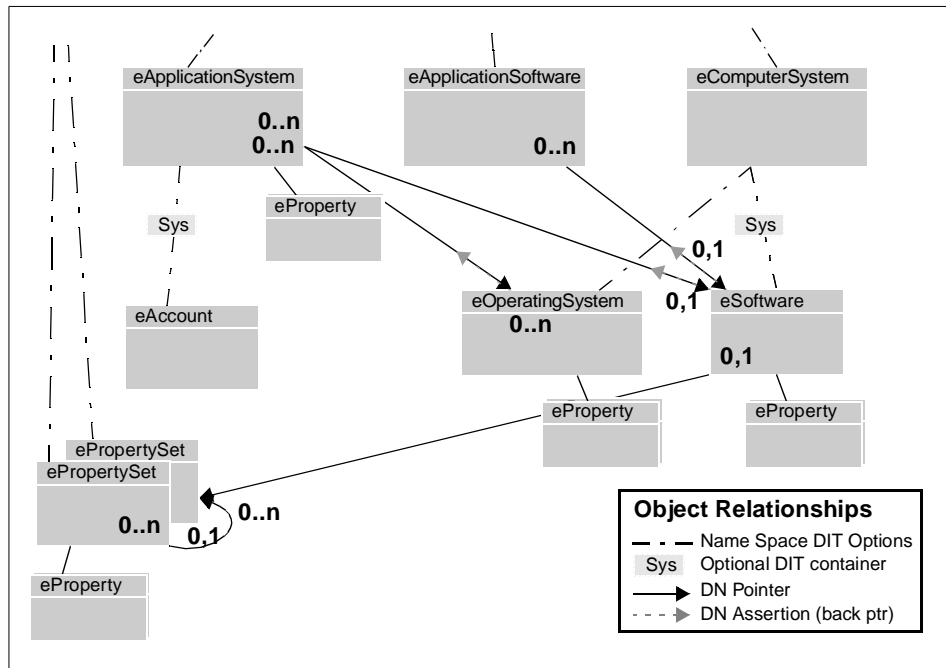 eApplicationSystem
0..n
0..n
eApplicationSoftware
0..n
eComputerSystem
eProperty
Sys
Sys
0,1
0,1
eAccount
eOperatingSystem
0..n
eSoftware
0,1
eProperty
eProperty
ePropertySet
ePropertySet
0..n
0,1
0..n
eProperty
Object Relationships
Name Space DIT Options
Sys Optional DIT container
DN Pointer
DN Assertion (back ptr)